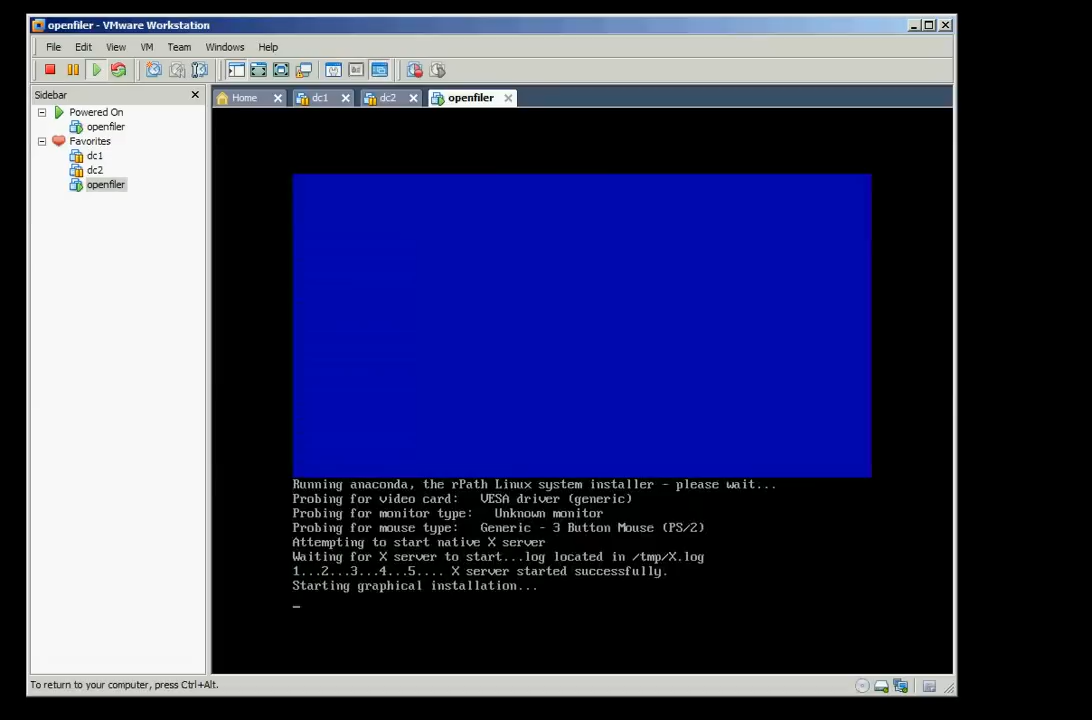 openfiler - VMware Workstation
File Edit View VM Team Windows Help
Sidebar
Home dc1 dc2 openfiler
Powered On
openfiler
Favorites
dc1
dc2
openfiler
Running anaconda, the rPath Linux system installer - please wait...
Probing for video card: VESA driver (generic)
Probing for monitor type: Unknown monitor
Probing for mouse type: Generic - 3 Button Mouse (PS/2)
Attempting to start native X server
Waiting for X server to start...log located in /tmp/X.log
1...2...3...4...5.... X server started successfully.
Starting graphical installation...
_
To return to your computer, press Ctrl+Alt.